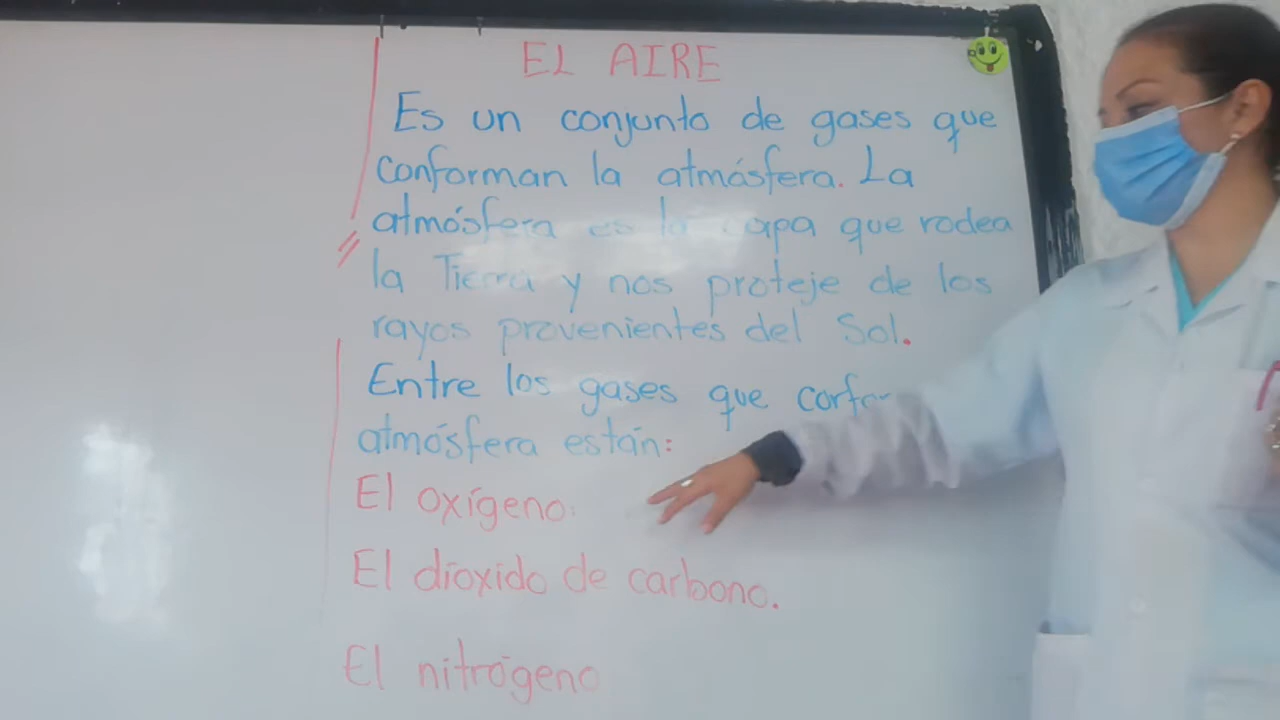 EL AIRE
Es un conjunto de gases que
conforman la atmósfera. La
atmósfera es la capa que rodea
la Tierra y nos proteje de los
rayos provenientes del Sol.
Entre los gases que
atmósfera están:
El oxígeno.
El dióxido de carbono.
El nitrógeno